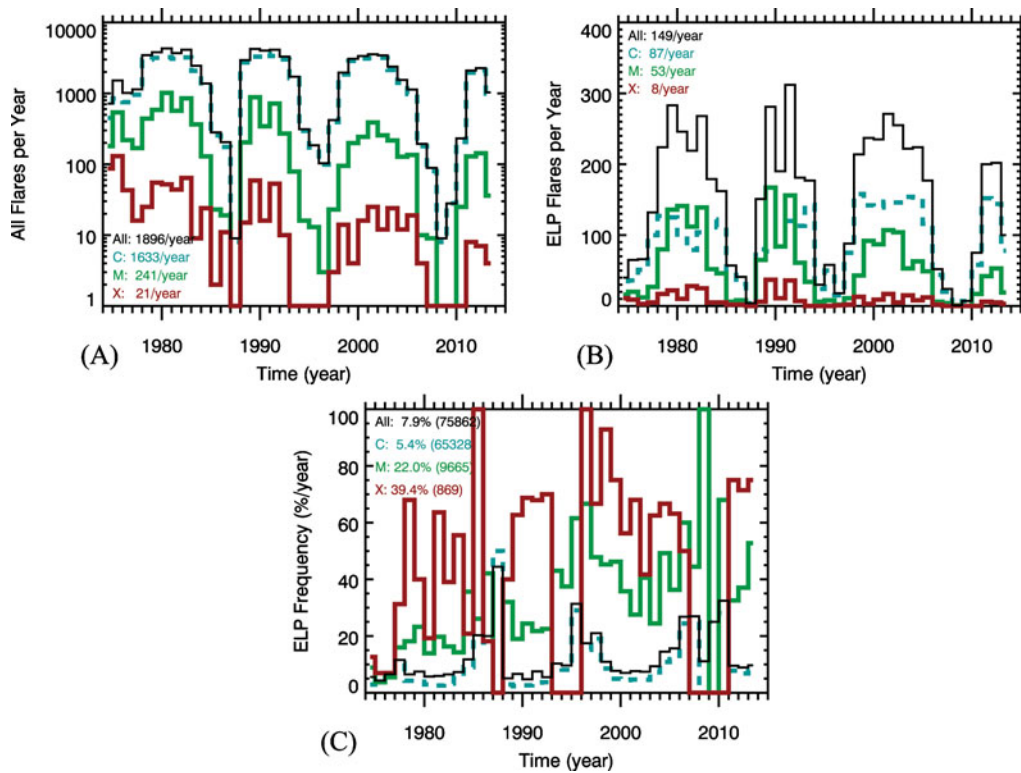 10000
1000
100
10
1
All Flares per Year
All: 1896/year
C: 1633/year
M: 241/year
X: 21/year
1980
1990
2000
2010
Time (year)
(A)
400
300
200
100
0
ELP Flares per Year
All: 149/year
C: 87/year
M: 53/year
X: 8/year
1980
1990
2000
2010
Time (year)
(B)
100
80
60
40
20
0
ELP Frequency (%/year)
All: 7.9% (75862)
C: 5.4% (65328
M: 22.0% (9665)
X: 39.4% (869)
1980
1990
2000
2010
Time (year)
(C)